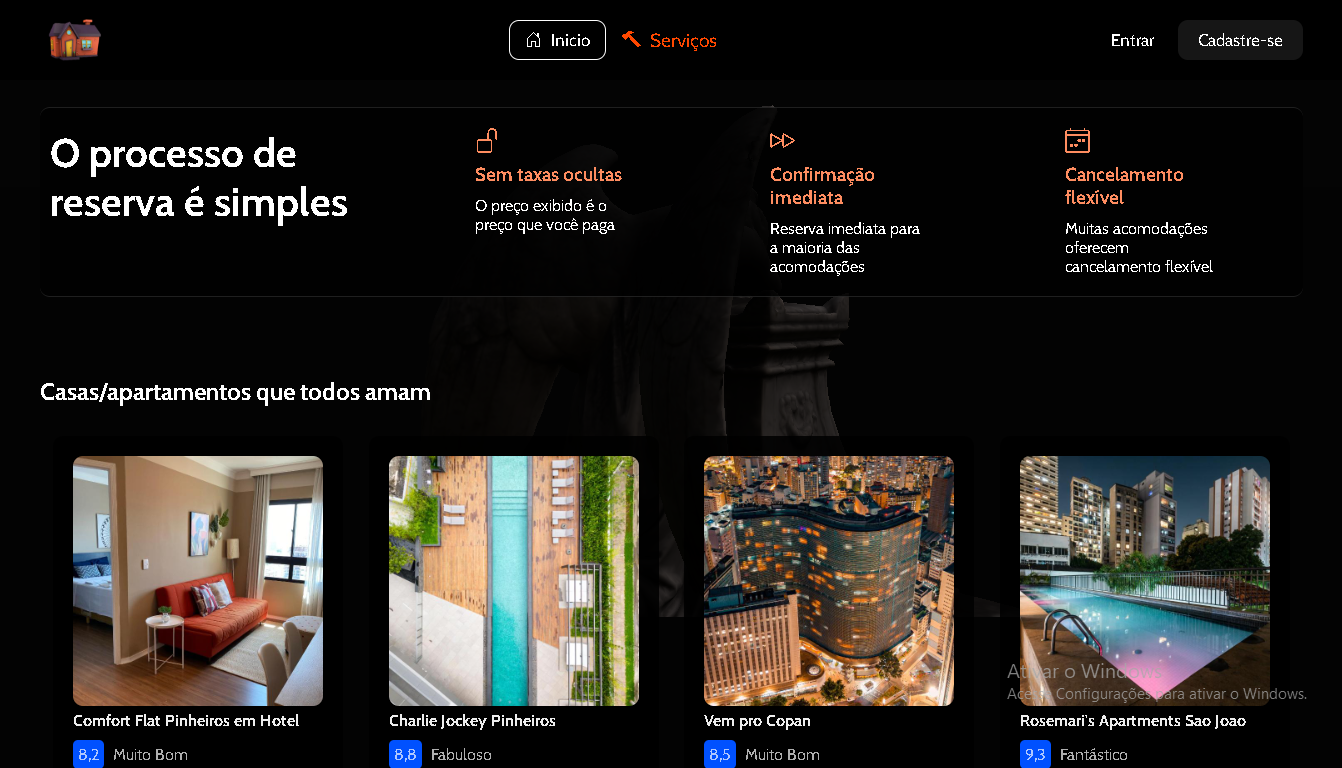 Inicio
Serviços
Entrar
Cadastre-se
O processo de
reserva é simples
Sem taxas ocultas
O preço exibido é o
preço que você paga
Confirmação
imediata
Reserva imediata para
a maioria das
acomodações
Cancelamento
flexível
Muitas acomodações
oferecem
cancelamento flexível
Casas/apartamentos que todos amam
Comfort Flat Pinheiros em Hotel
8,2 Muito Bom
Charlie Jockey Pinheiros
8,8 Fabuloso
Vem pro Copan
8,5 Muito Bom
Rosemari's Apartments Sao Joao
9,3 Fantástico
Ativar o Windows
Acesse Configurações para ativar o Windows.